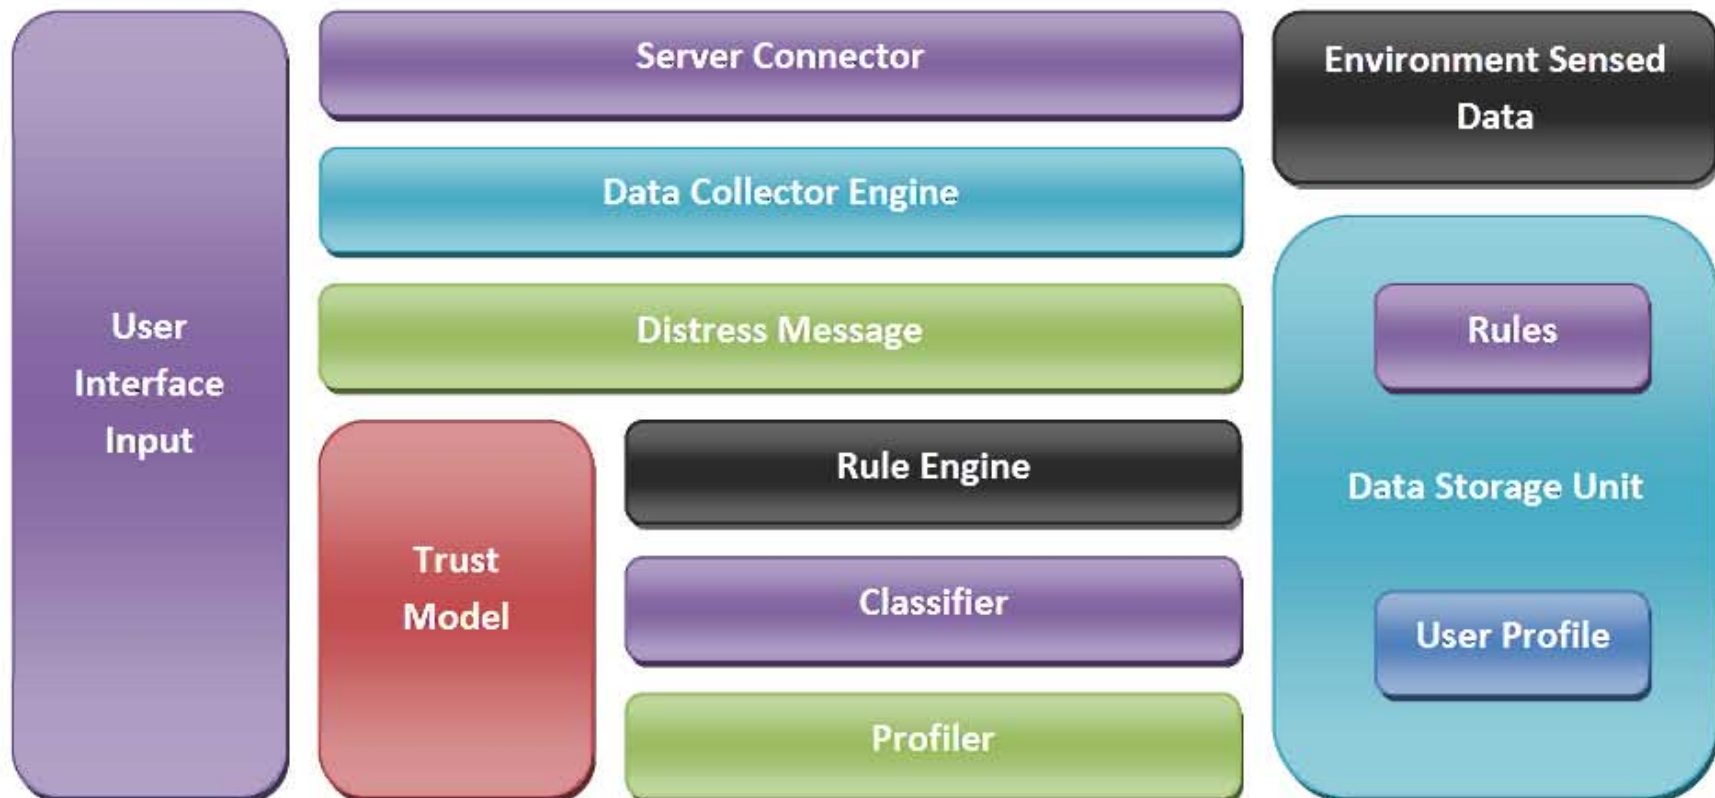 User
Interface
Input
Server Connector
Data Collector Engine
Distress Message
Trust
Model
Rule Engine
Classifier
Profiler
Environment Sensed
Data
Rules
Data Storage Unit
User Profile